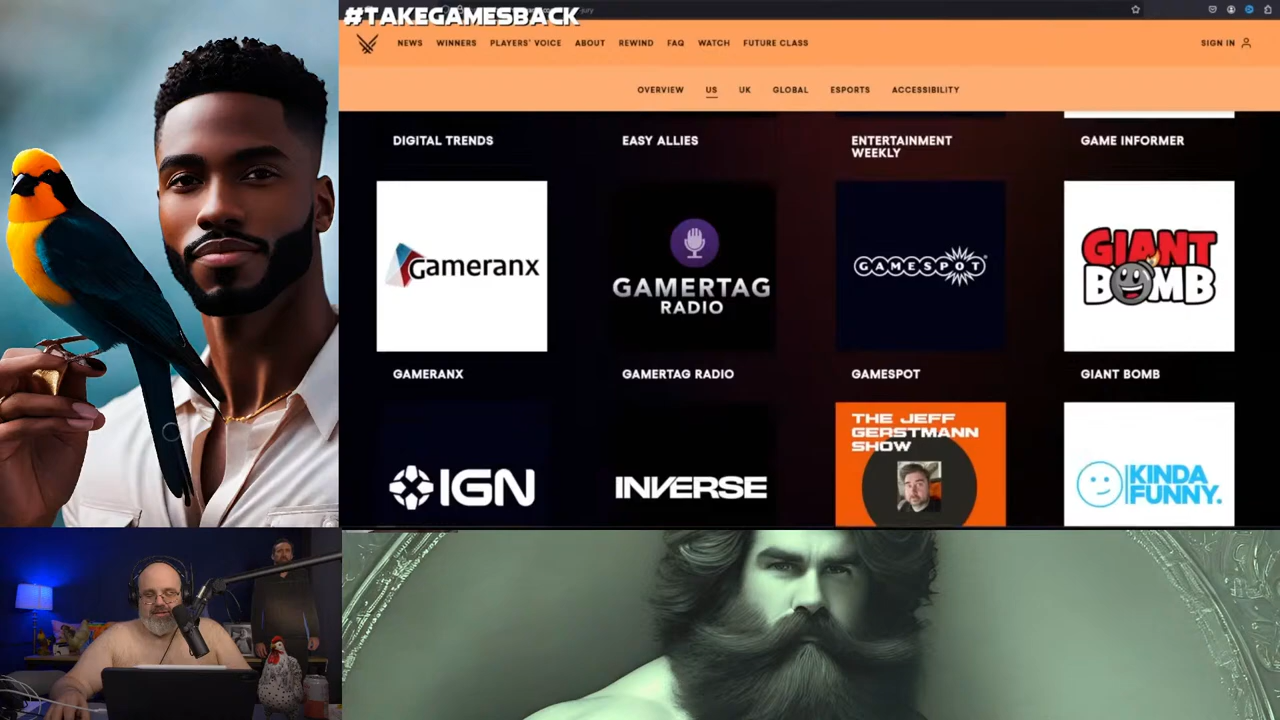 #TAKEGAMESBACK
jury
NEWS WINNERS PLAYERS' VOICE ABOUT REWIND FAQ WATCH FUTURE CLASS SIGN IN
OVERVIEW US UK GLOBAL ESPORTS ACCESSIBILITY
DIGITAL TRENDS
EASY ALLIES
ENTERTAINMENT
WEEKLY
GAME INFORMER
Gameranx
GAMERTAG
RADIO
GAMESPOT
GIANT
BOMB
GAMERANX
GAMERTAG RADIO
GAMESPOT
GIANT BOMB
IGN
INVERSE
THE JEFF
GERSTMANN
SHOW
KINDA
FUNNY.